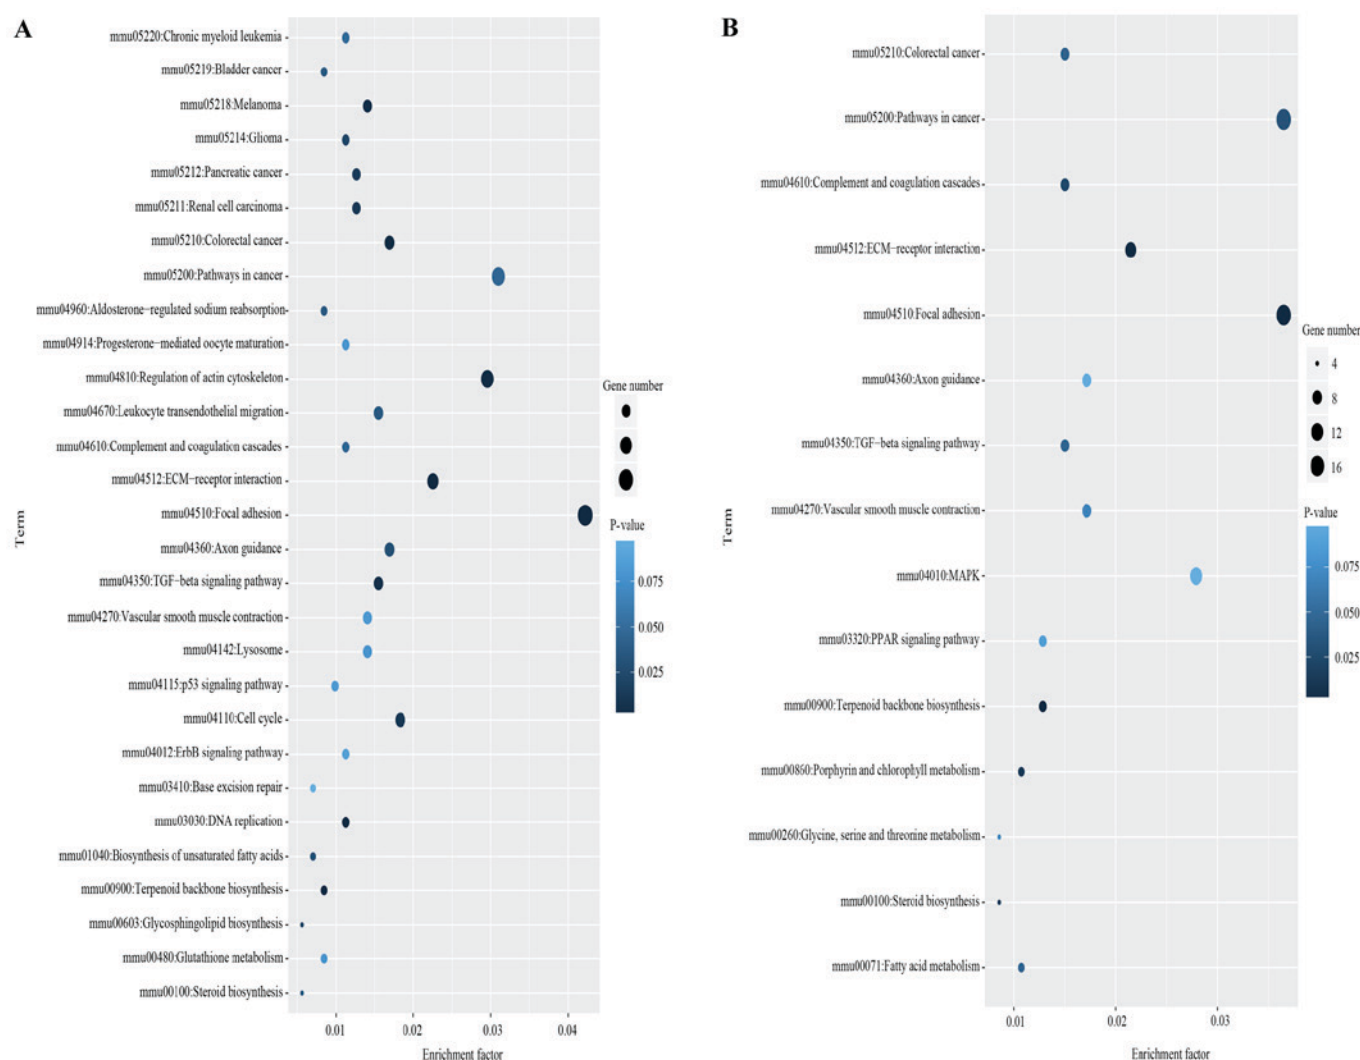 A
mmu05220:Chronic myeloid leukemia
mmu05219:Bladder cancer
mmu05218:Melanoma
mmu05214:Glioma
mmu05212:Pancreatic cancer
mmu05211:Renal cell carcinoma
mmu05210:Colorectal cancer
mmu05200:Pathways in cancer
mmu04960:Aldosterone−regulated sodium reabsorption
mmu04914:Progesterone−mediated oocyte maturation
mmu04810:Regulation of actin cytoskeleton
mmu04670:Leukocyte transendothelial migration
mmu04610:Complement and coagulation cascades
mmu04512:ECM−receptor interaction
mmu04510:Focal adhesion
mmu04360:Axon guidance
mmu04350:TGF−beta signaling pathway
mmu04270:Vascular smooth muscle contraction
mmu04142:Lysosome
mmu04115:p53 signaling pathway
mmu04110:Cell cycle
mmu04012:ErbB signaling pathway
mmu03410:Base excision repair
mmu03030:DNA replication
mmu01040:Biosynthesis of unsaturated fatty acids
mmu00900:Terpenoid backbone biosynthesis
mmu00603:Glycosphingolipid biosynthesis
mmu00480:Glutathione metabolism
mmu00100:Steroid biosynthesis
Term
0.01 0.02 0.03 0.04
Enrichment factor
Gene number
P-value
0.075
0.050
0.025
B
mmu05210:Colorectal cancer
mmu05200:Pathways in cancer
mmu04610:Complement and coagulation cascades
mmu04512:ECM−receptor interaction
mmu04510:Focal adhesion
mmu04360:Axon guidance
mmu04350:TGF−beta signaling pathway
mmu04270:Vascular smooth muscle contraction
mmu04010:MAPK
mmu03320:PPAR signaling pathway
mmu00900:Terpenoid backbone biosynthesis
mmu00860:Porphyrin and chlorophyll metabolism
mmu00260:Glycine, serine and threorine metabolism
mmu00100:Steroid biosynthesis
mmu00071:Fatty acid metabolism
Term
0.01 0.02 0.03
Enrichment factor
Gene number
4
8
12
16
P-value
0.075
0.050
0.025